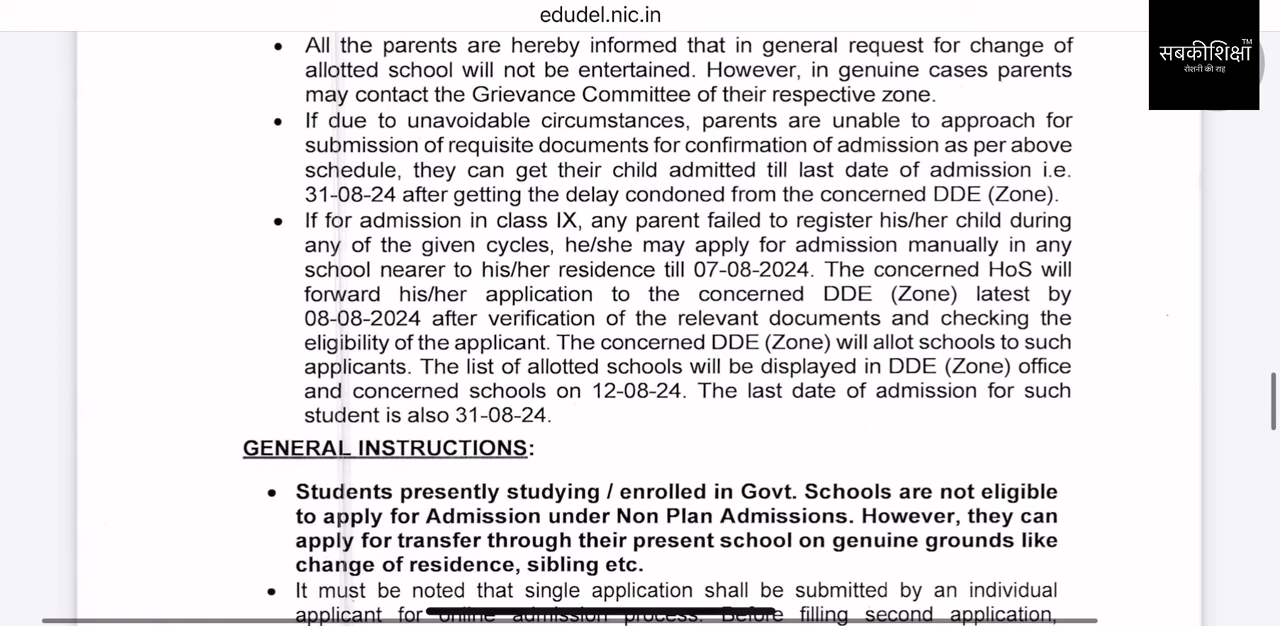 edudel.nic.in
सबकीशिक्षा™
रोशनी की राह
• All the parents are hereby informed that in general request for change of
allotted school will not be entertained. However, in genuine cases parents
may contact the Grievance Committee of their respective zone.
• If due to unavoidable circumstances, parents are unable to approach for
submission of requisite documents for confirmation of admission as per above
schedule, they can get their child admitted till last date of admission i.e.
31-08-24 after getting the delay condoned from the concerned DDE (Zone).
• If for admission in class IX, any parent failed to register his/her child during
any of the given cycles, he/she may apply for admission manually in any
school nearer to his/her residence till 07-08-2024. The concerned HoS will
forward his/her application to the concerned DDE (Zone) latest by
08-08-2024 after verification of the relevant documents and checking the
eligibility of the applicant. The concerned DDE (Zone) will allot schools to such
applicants. The list of allotted schools will be displayed in DDE (Zone) office
and concerned schools on 12-08-24. The last date of admission for such
student is also 31-08-24.
GENERAL INSTRUCTIONS:
• Students presently studying / enrolled in Govt. Schools are not eligible
to apply for Admission under Non Plan Admissions. However, they can
apply for transfer through their present school on genuine grounds like
change of residence, sibling etc.
• It must be noted that single application shall be submitted by an individual
applicant for online admission process. Before filling second application,